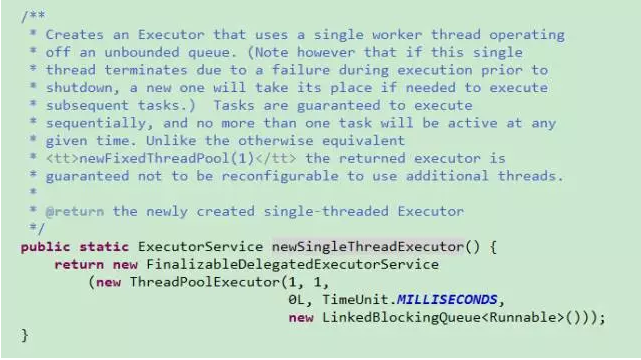 /**
 * Creates an Executor that uses a single worker thread operating
 * off an unbounded queue. (Note however that if this single
 * thread terminates due to a failure during execution prior to
 * shutdown, a new one will take its place if needed to execute
 * subsequent tasks.)  Tasks are guaranteed to execute
 * sequentially, and no more than one task will be active at any
 * given time. Unlike the otherwise equivalent
 * <tt>newFixedThreadPool(1)</tt> the returned executor is
 * guaranteed not to be reconfigurable to use additional threads.
 *
 * @return the newly created single-threaded Executor
 */
public static ExecutorService newSingleThreadExecutor() {
    return new FinalizableDelegatedExecutorService
        (new ThreadPoolExecutor(1, 1,
                                0L, TimeUnit.MILLISECONDS,
                                new LinkedBlockingQueue<Runnable>()));
}